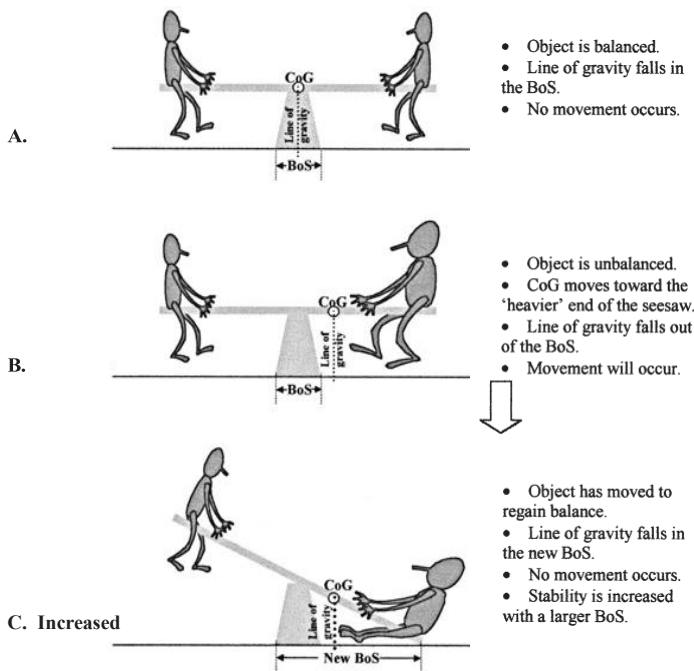 CoG
Line of
gravity
BoS
A.
• Object is balanced.
• Line of gravity falls in
the BoS.
• No movement occurs.
CoG
Line of
gravity
BoS
B.
• Object is unbalanced.
• CoG moves toward the
‘heavier’ end of the seesaw.
• Line of gravity falls out
of the BoS.
• Movement will occur.
CoG
Line of
gravity
New BoS
C. Increased
• Object has moved to
regain balance.
• Line of gravity falls in
the new BoS.
• No movement occurs.
• Stability is increased
with a larger BoS.